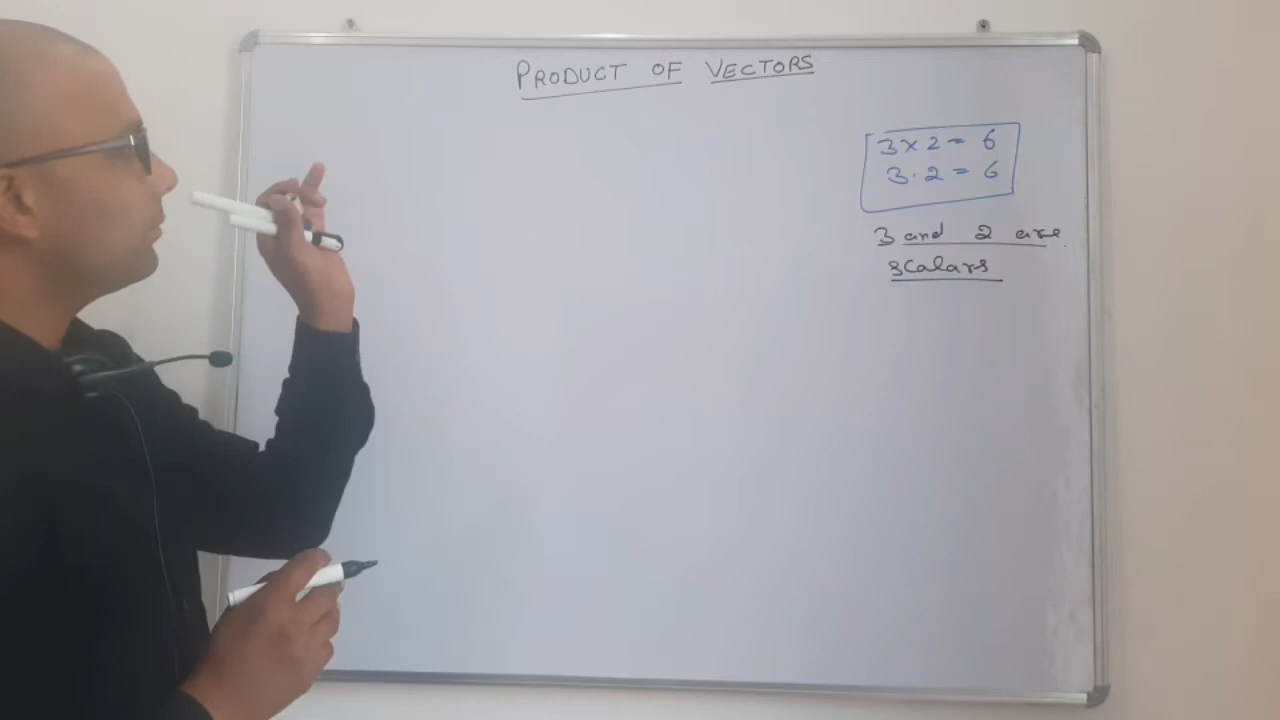 PRODUCT OF VECTORS
3 × 2 = 6
3 · 2 = 6
3 and 2 are
scalars